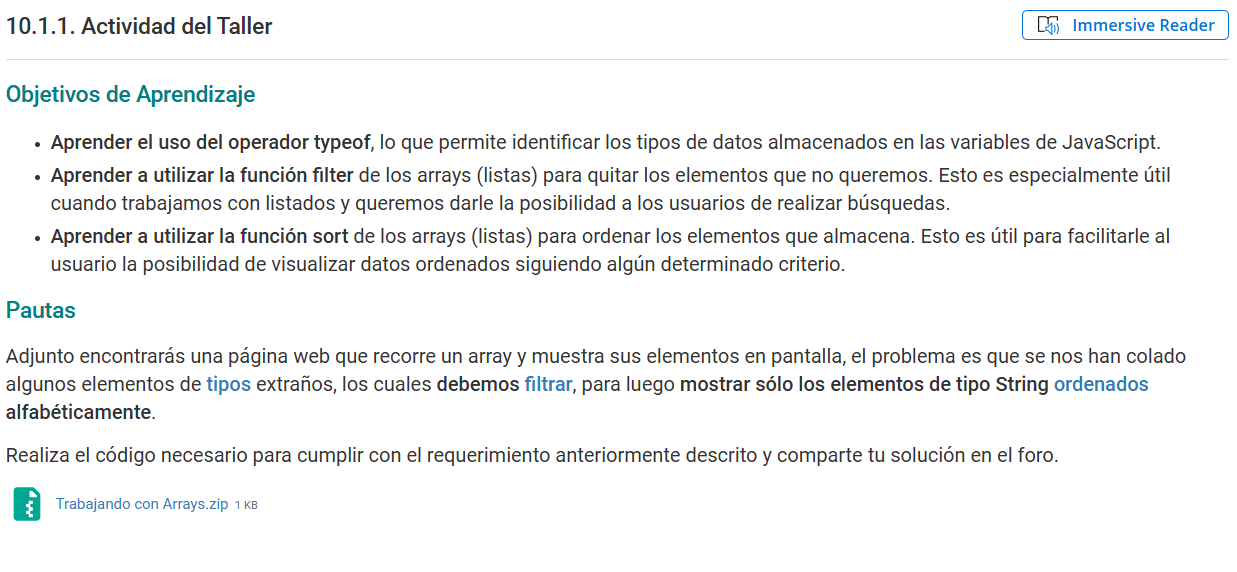 10.1.1. Actividad del Taller
Immersive Reader
Objetivos de Aprendizaje
• Aprender el uso del operador typeof, lo que permite identificar los tipos de datos almacenados en las variables de JavaScript.
• Aprender a utilizar la función filter de los arrays (listas) para quitar los elementos que no queremos. Esto es especialmente útil
cuando trabajamos con listados y queremos darle la posibilidad a los usuarios de realizar búsquedas.
• Aprender a utilizar la función sort de los arrays (listas) para ordenar los elementos que almacena. Esto es útil para facilitarle al
usuario la posibilidad de visualizar datos ordenados siguiendo algún determinado criterio.
Pautas
Adjunto encontrarás una página web que recorre un array y muestra sus elementos en pantalla, el problema es que se nos han colado
algunos elementos de tipos extraños, los cuales debemos filtrar, para luego mostrar sólo los elementos de tipo String ordenados
alfabéticamente.
Realiza el código necesario para cumplir con el requerimiento anteriormente descrito y comparte tu solución en el foro.
Trabajando con Arrays.zip 1 KB